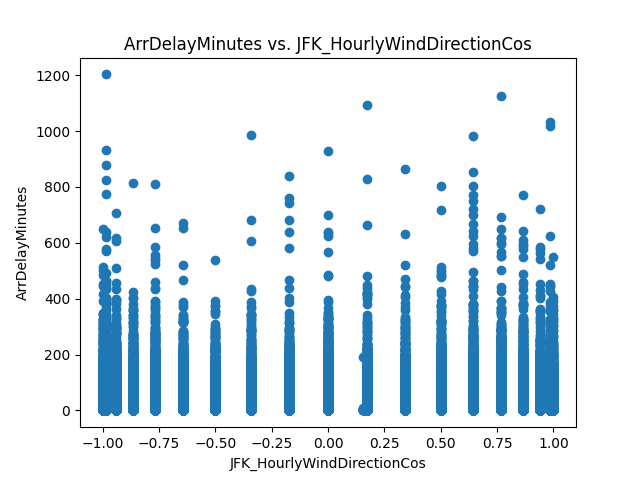 ArrDelayMinutes vs. JFK_HourlyWindDirectionCos
ArrDelayMinutes
1200
1000
800
600
400
200
0
−1.00 −0.75 −0.50 −0.25 0.00 0.25 0.50 0.75 1.00
JFK_HourlyWindDirectionCos